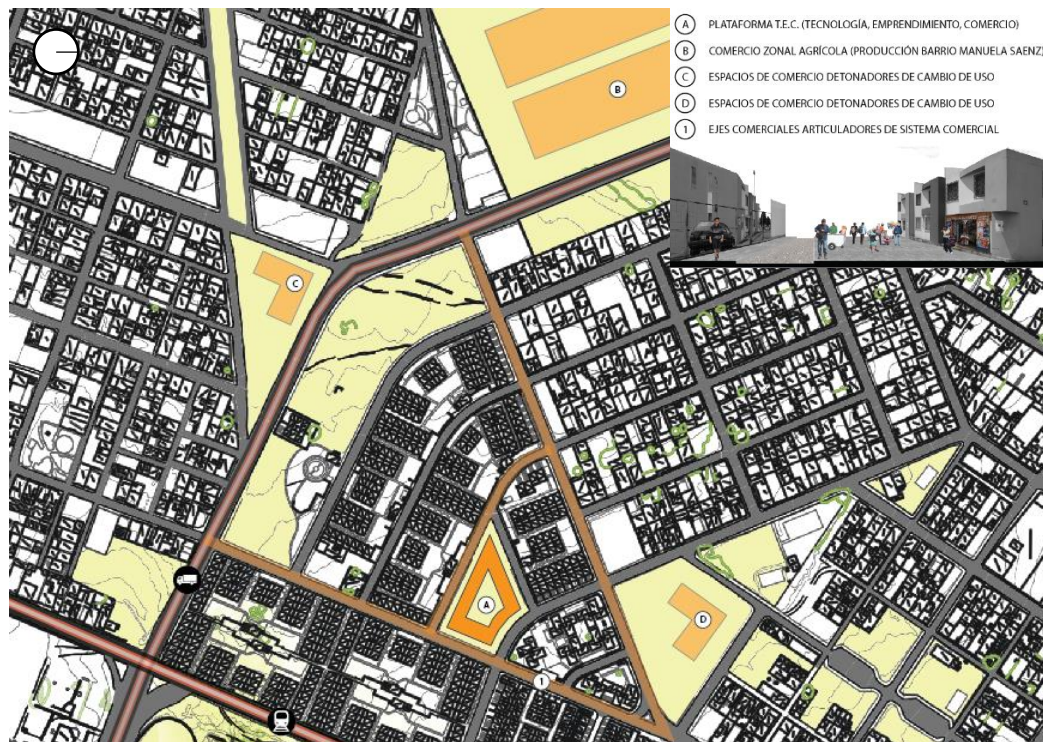 A PLATAFORMA T.E.C. (TECNOLOGÍA, EMPRENDIMIENTO, COMERCIO)
B COMERCIO ZONAL AGRÍCOLA (PRODUCCIÓN BARRIO MANUELA SAENZ)
C ESPACIOS DE COMERCIO DETONADORES DE CAMBIO DE USO
D ESPACIOS DE COMERCIO DETONADORES DE CAMBIO DE USO
1 EJES COMERCIALES ARTICULADORES DE SISTEMA COMERCIAL
B
C
A
D
1